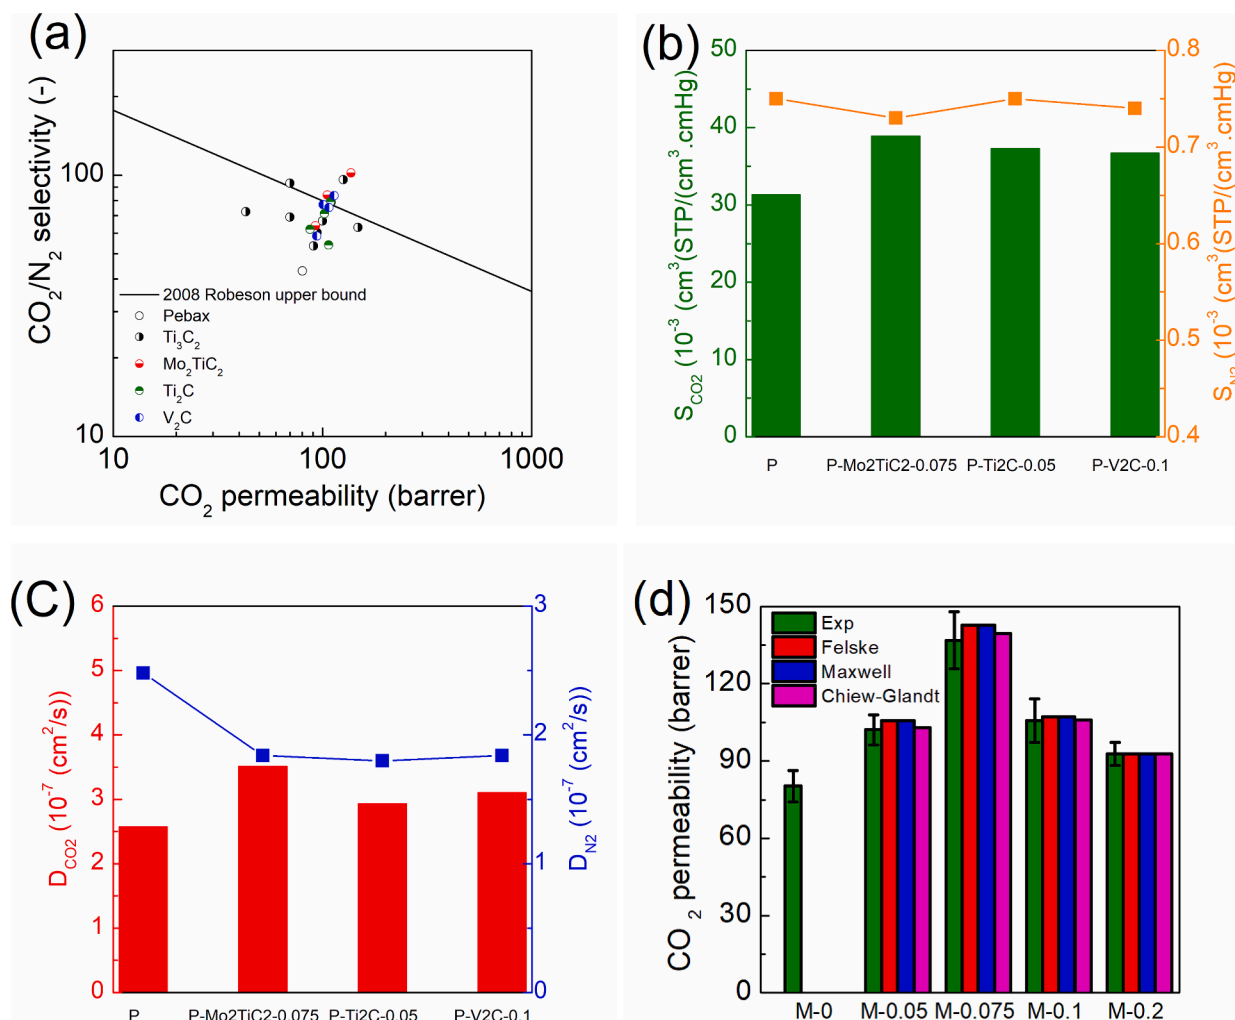 (a)
CO2/N2 selectivity (-)
100
10
2008 Robeson upper bound
Pebax
Ti3C2
Mo2TiC2
Ti2C
V2C
10 100 1000
CO2 permeability (barrer)
(b)
SCO2 (10-3 (cm3(STP/(cm3.cmHg)
50
40
30
20
10
0
0.8
0.7
0.6
0.5
0.4
SN2 (10-3 (cm3(STP/(cm3.cmHg)
P P-Mo2TiC2-0.075 P-Ti2C-0.05 P-V2C-0.1
(C)
DCO2 (10-7 (cm2/s))
6
5
4
3
2
1
0
3
2
1
0
DN2 (10-7 (cm2/s))
P P-Mo2TiC2-0.075 P-Ti2C-0.05 P-V2C-0.1
(d)
CO2 permeability (barrer)
150
120
90
60
30
0
Exp
Felske
Maxwell
Chiew-Glandt
M-0 M-0.05 M-0.075 M-0.1 M-0.2